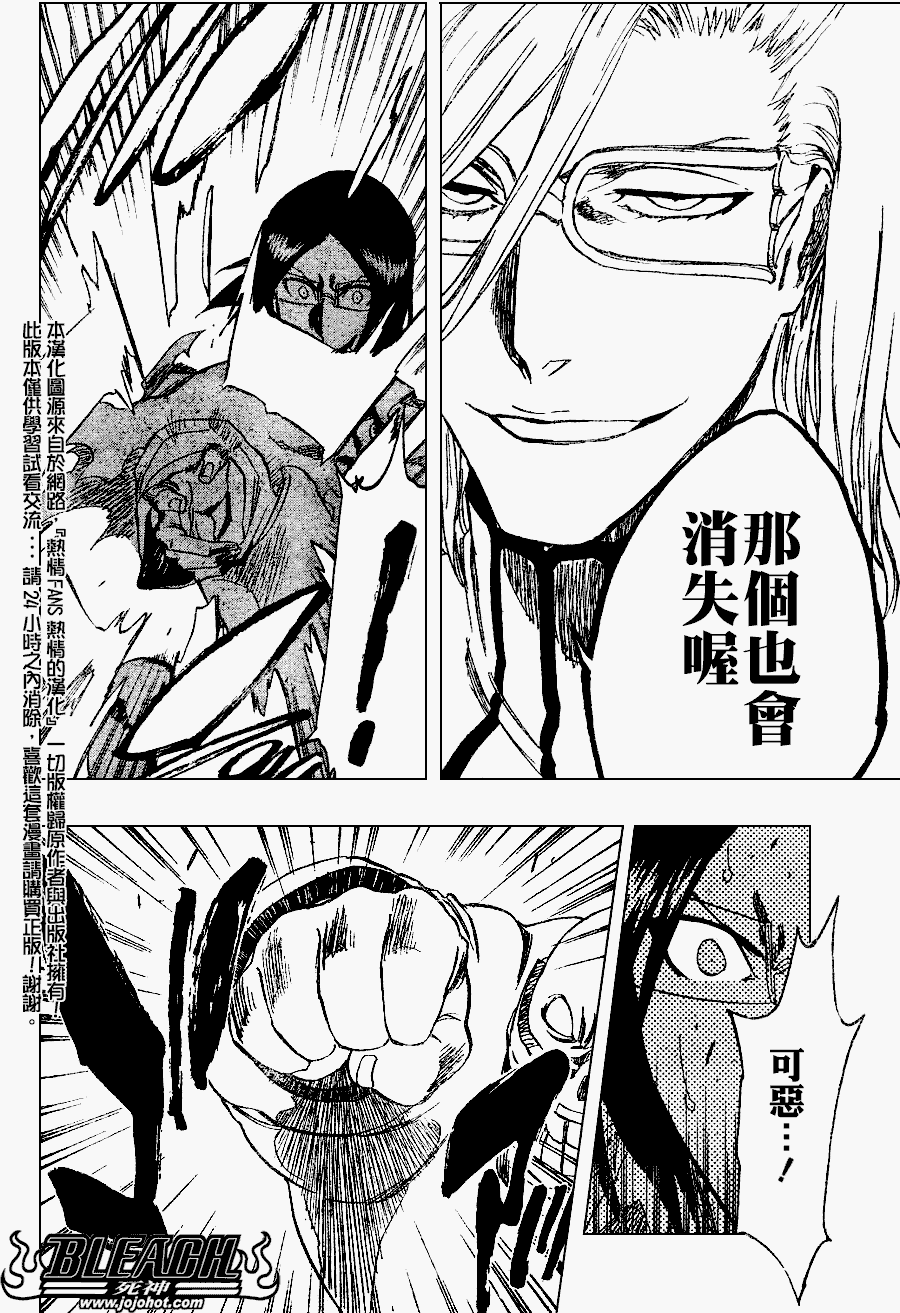 那個也會
消失喔
可惡…！
本漢化圖源來自於網路，『熱情FANS熱情的漢化』一切版權歸原作者與出版社擁有！
此版本僅供學習試看交流…請24小時之內消除，喜歡這套漫畫請購買正版！謝謝。
BLEACH
死神
www.jojohot.com